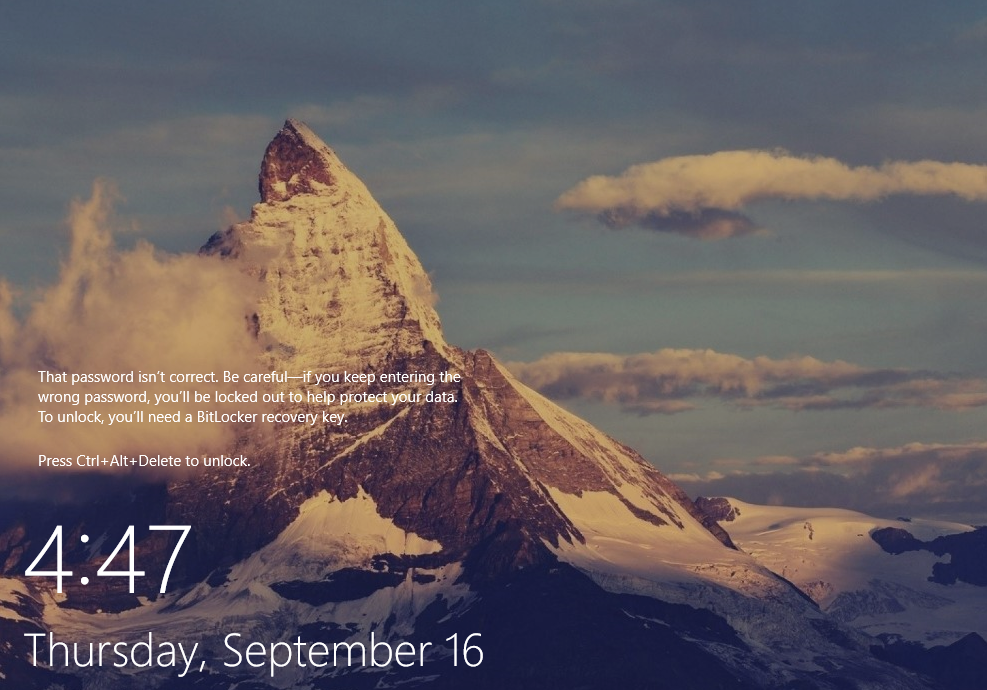 That password isn’t correct. Be careful—if you keep entering the
wrong password, you’ll be locked out to help protect your data.
To unlock, you’ll need a BitLocker recovery key.
Press Ctrl+Alt+Delete to unlock.
4:47
Thursday, September 16